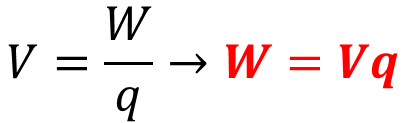 V = W/q → W = Vq